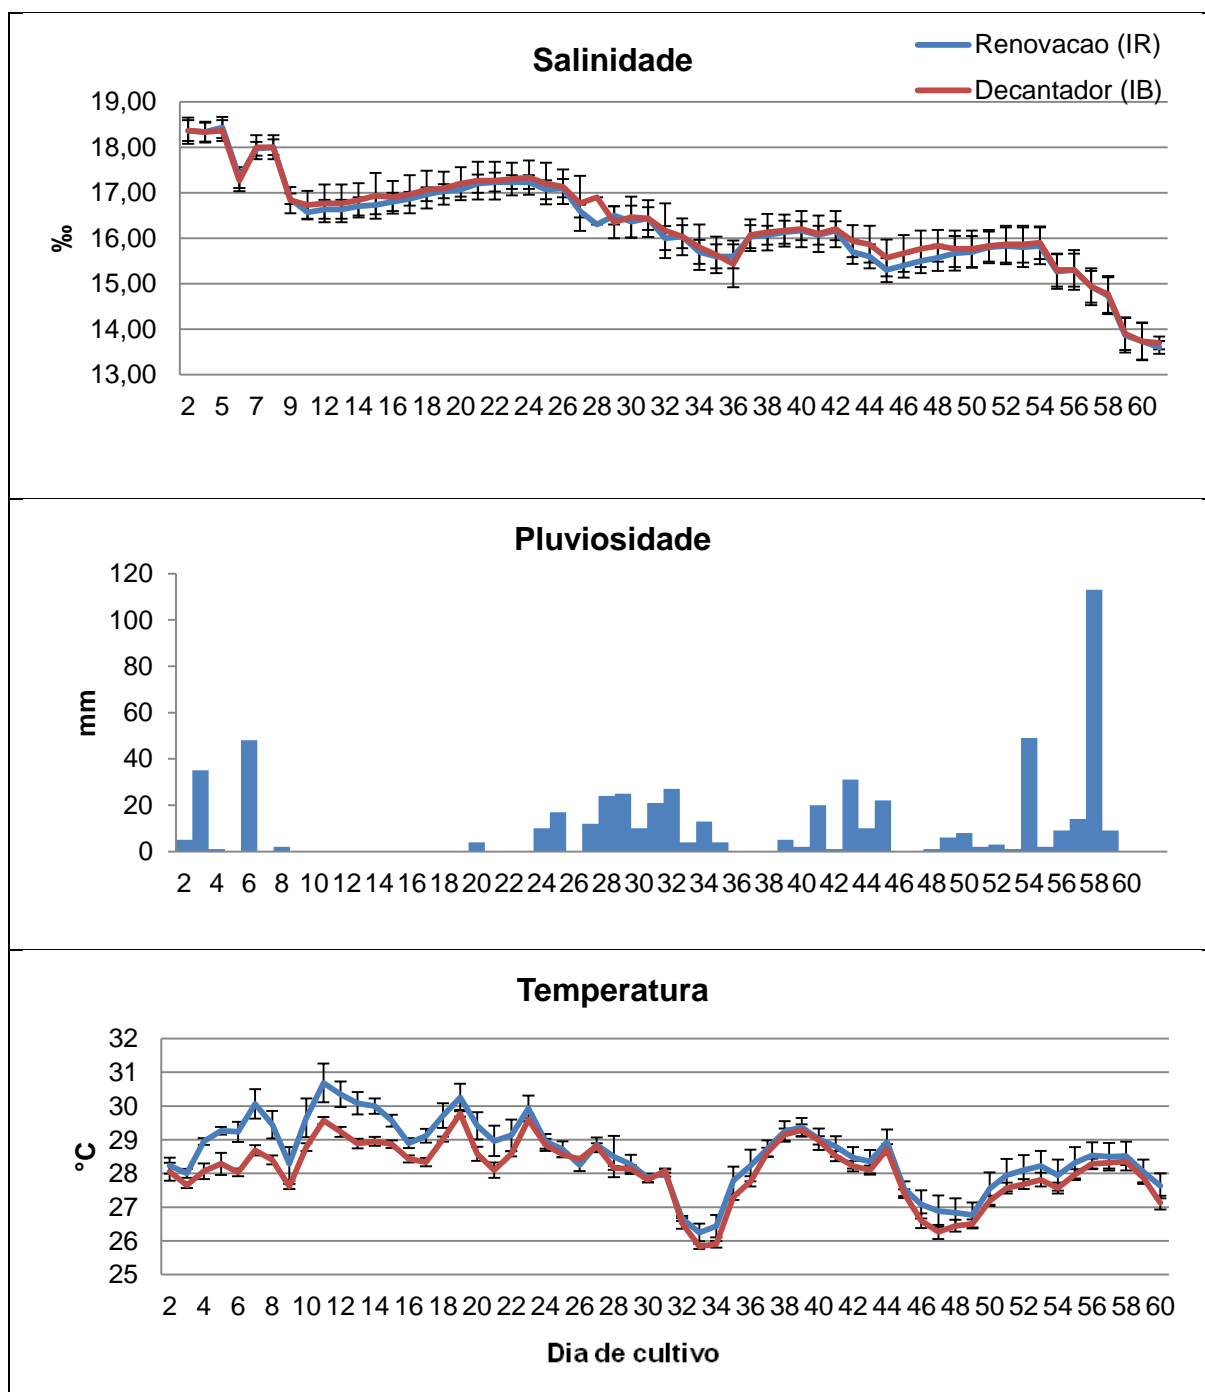 Salinidade
Renovacao (IR)
Decantador (IB)
19,00
18,00
17,00
16,00
15,00
14,00
13,00
‰
2 5 7 9 12 14 16 18 20 22 24 26 28 30 32 34 36 38 40 42 44 46 48 50 52 54 56 58 60
Pluviosidade
120
100
80
60
40
20
0
mm
2 4 6 8 10 12 14 16 18 20 22 24 26 28 30 32 34 36 38 40 42 44 46 48 50 52 54 56 58 60
Temperatura
32
31
30
29
28
27
26
25
°C
2 4 6 8 10 12 14 16 18 20 22 24 26 28 30 32 34 36 38 40 42 44 46 48 50 52 54 56 58 60
Dia de cultivo